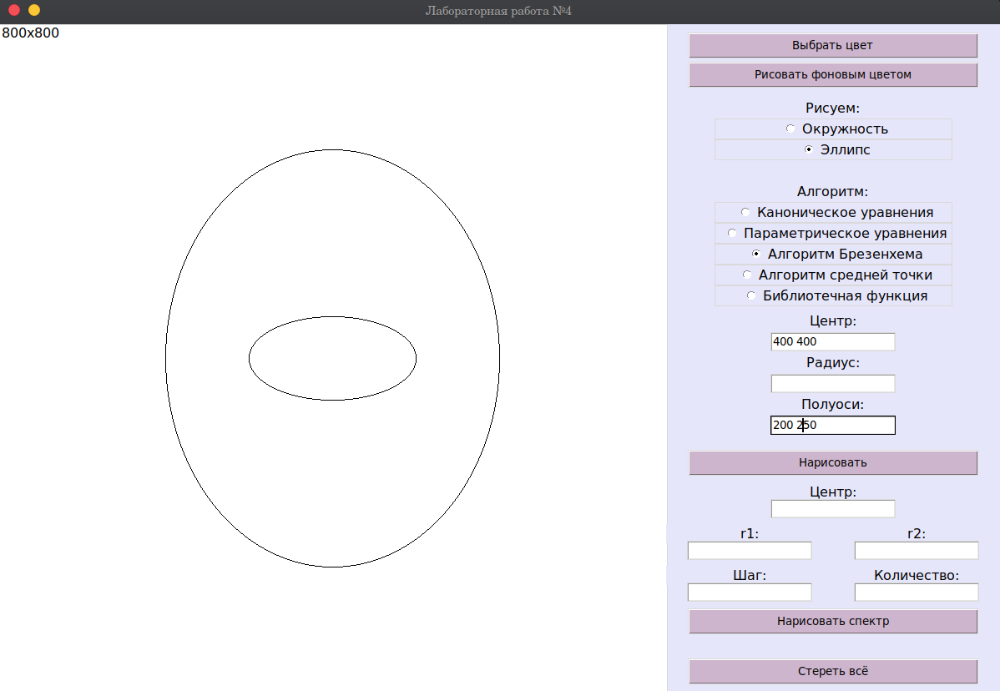 Лабораторная работа №4
800x800
Выбрать цвет
Рисовать фоновым цветом
Рисуем:
Окружность
Эллипс
Алгоритм:
Каноническое уравнения
Параметрическое уравнения
Алгоритм Брезенхема
Алгоритм средней точки
Библиотечная функция
Центр:
400 400
Радиус:
Полуоси:
200 250
Нарисовать
Центр:
r1: r2:
Шаг: Количество:
Нарисовать спектр
Стереть всё